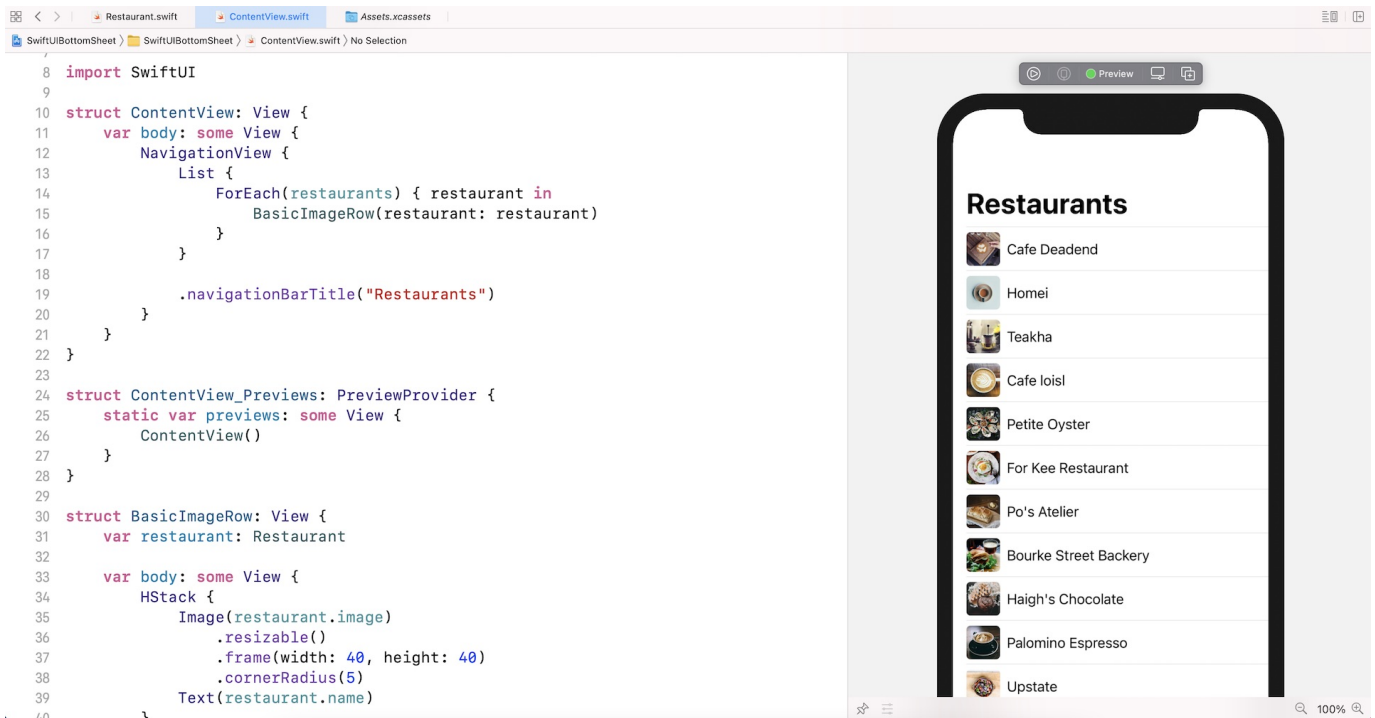 Restaurant.swift ContentView.swift Assets.xcassets
SwiftUIBottomSheet 〉 SwiftUIBottomSheet 〉 ContentView.swift 〉 No Selection
8 import SwiftUI
9
10 struct ContentView: View {
11 var body: some View {
12 NavigationView {
13 List {
14 ForEach(restaurants) { restaurant in
15 BasicImageRow(restaurant: restaurant)
16 }
17 }
18
19 .navigationBarTitle("Restaurants")
20 }
21 }
22 }
23
24 struct ContentView_Previews: PreviewProvider {
25 static var previews: some View {
26 ContentView()
27 }
28 }
29
30 struct BasicImageRow: View {
31 var restaurant: Restaurant
32
33 var body: some View {
34 HStack {
35 Image(restaurant.image)
36 .resizable()
37 .frame(width: 40, height: 40)
38 .cornerRadius(5)
39 Text(restaurant.name)
40 }
Preview
Restaurants
Cafe Deadend
Homei
Teakha
Cafe loisl
Petite Oyster
For Kee Restaurant
Po's Atelier
Bourke Street Backery
Haigh's Chocolate
Palomino Espresso
Upstate
100%